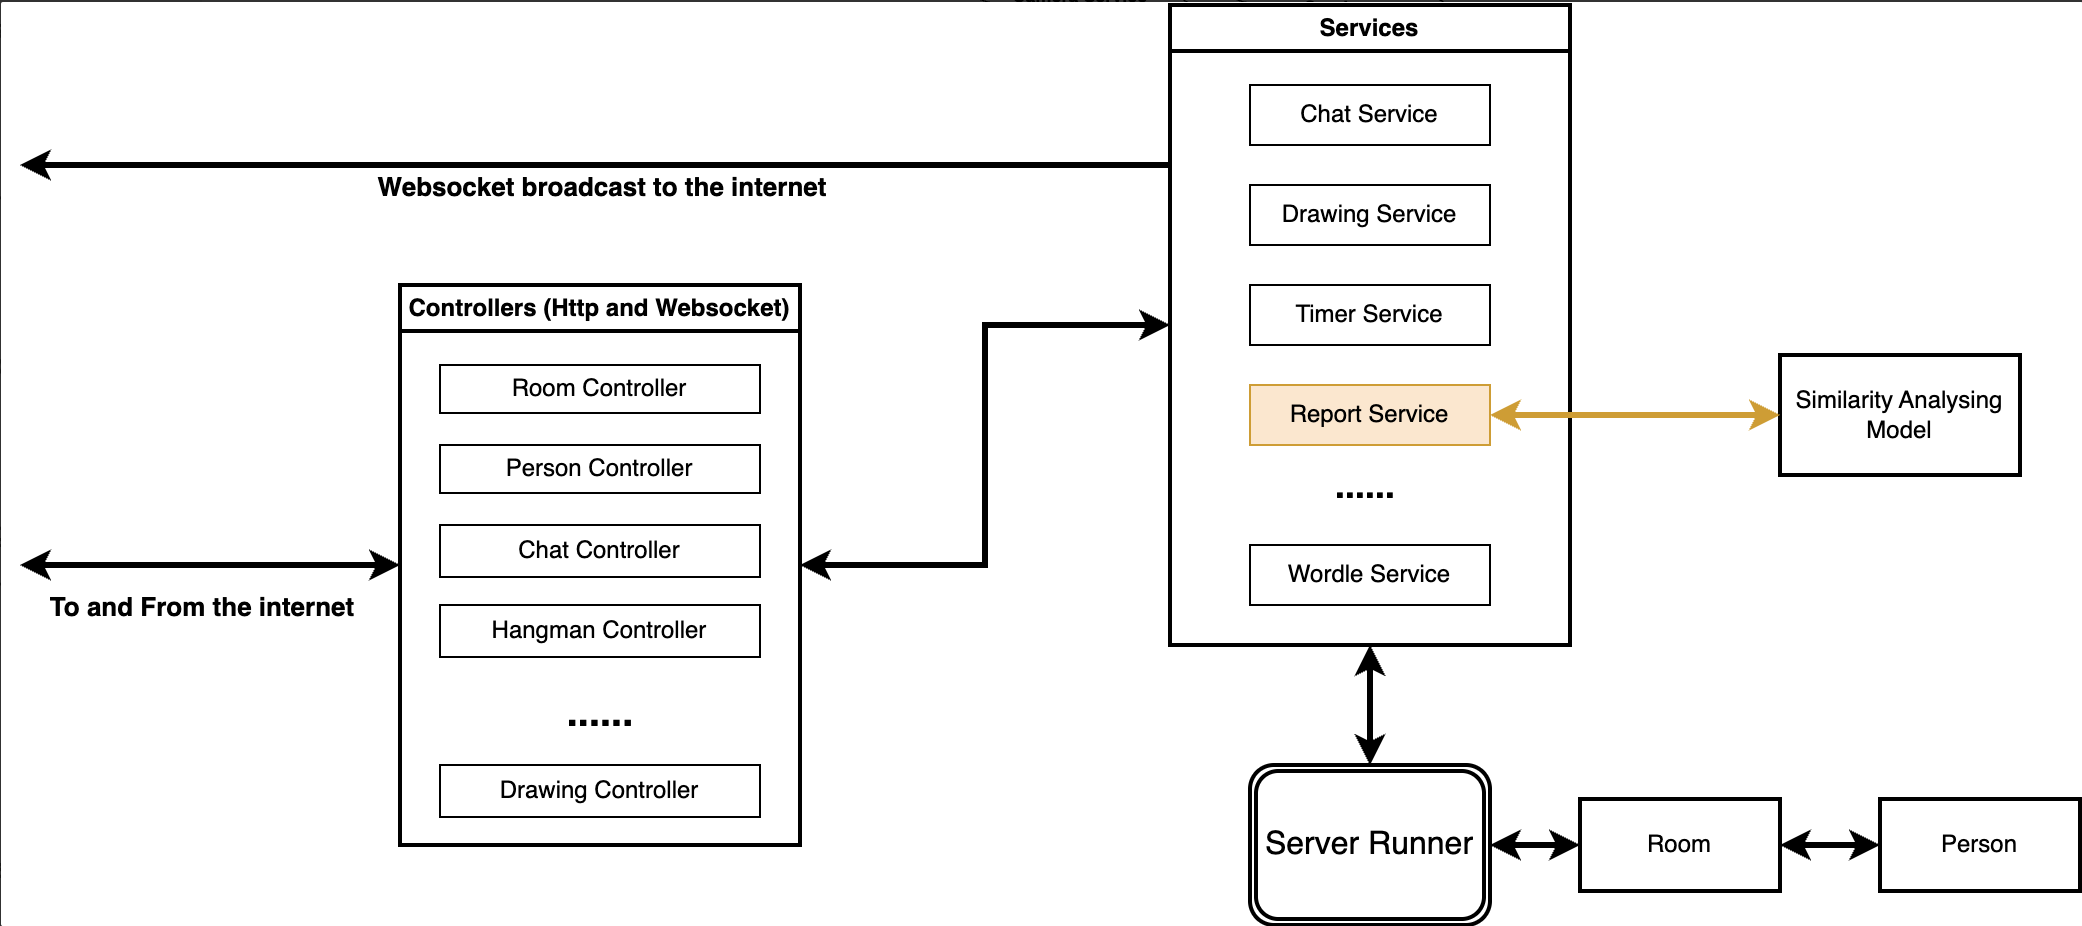 Services
Chat Service
Drawing Service
Timer Service
Report Service
......
Wordle Service
Websocket broadcast to the internet
Controllers (Http and Websocket)
Room Controller
Person Controller
Chat Controller
Hangman Controller
......
Drawing Controller
To and From the internet
Similarity Analysing
Model
Server Runner
Room
Person